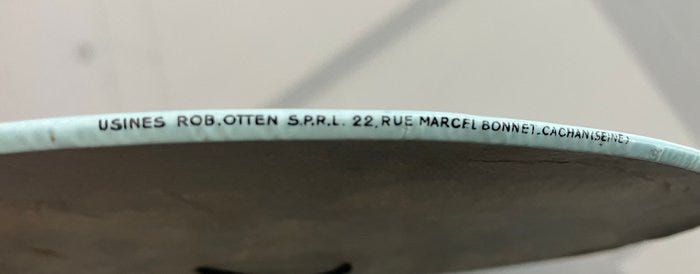 USINES ROB.OTTEN S.P.R.L. 22, RUE MARCEL BONNET-CACHAN(SEINE)